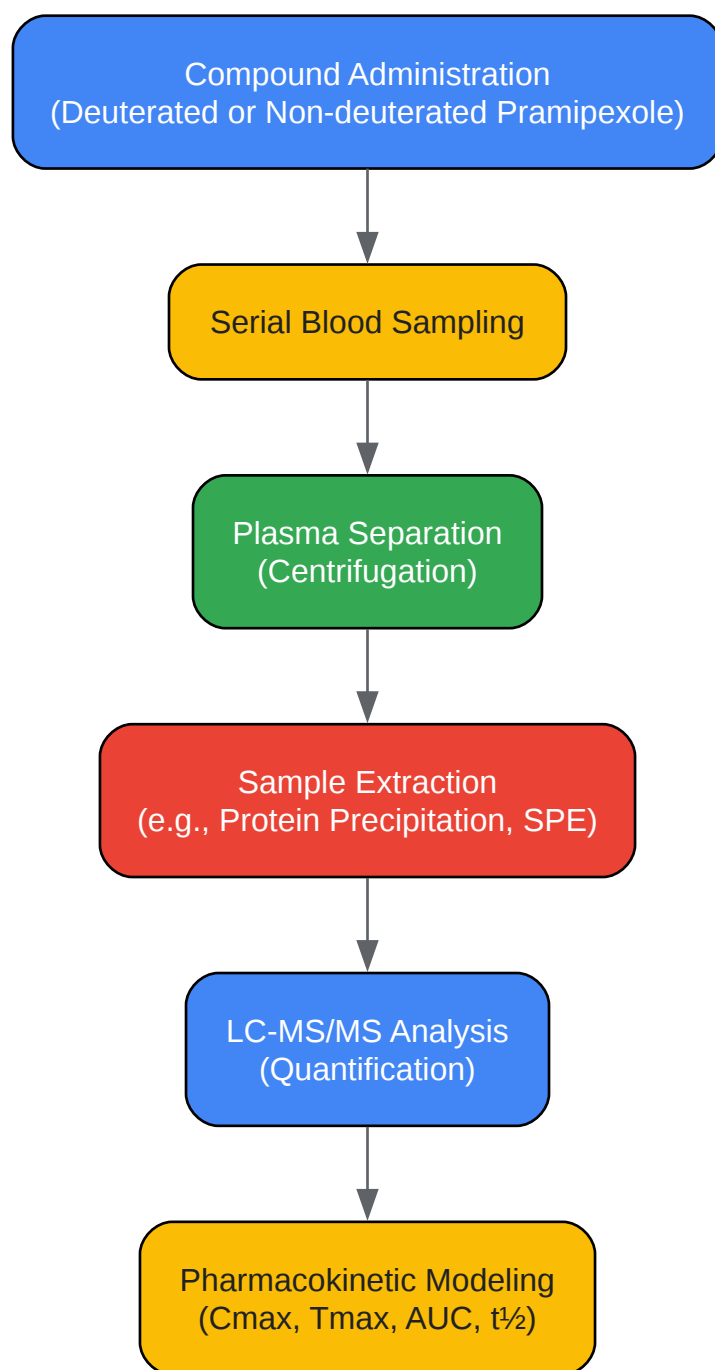 Compound Administration
(Deuterated or Non-deuterated Pramipexole)
Serial Blood Sampling
Plasma Separation
(Centrifugation)
Sample Extraction
(e.g., Protein Precipitation, SPE)
LC-MS/MS Analysis
(Quantification)
Pharmacokinetic Modeling
(Cmax, Tmax, AUC, t½)